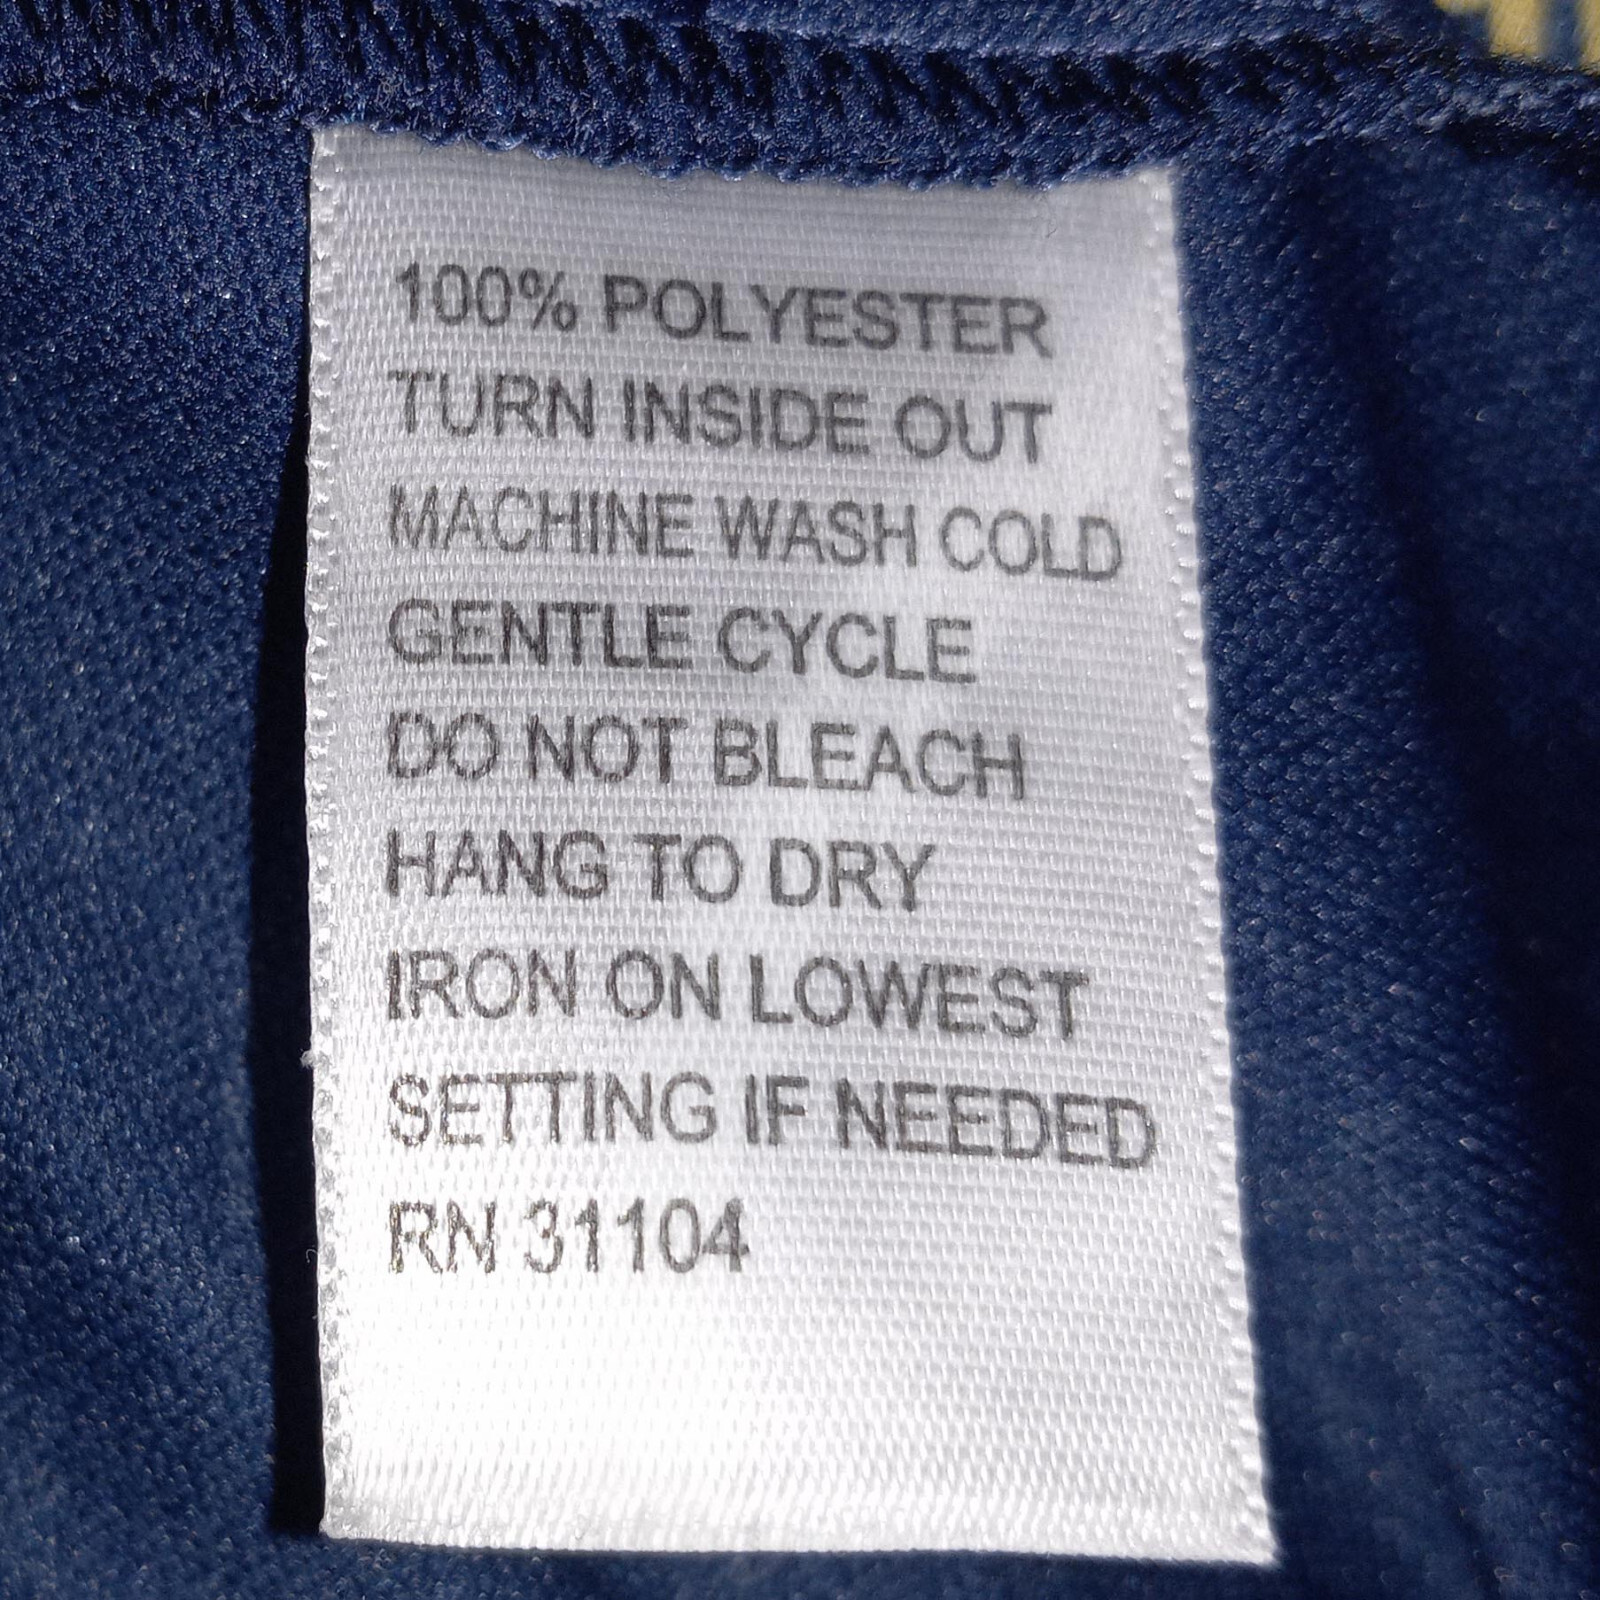 100% POLYESTER
TURN INSIDE OUT
MACHINE WASH COLD
GENTLE CYCLE
DO NOT BLEACH
HANG TO DRY
IRON ON LOWEST
SETTING IF NEEDED
RN 31104